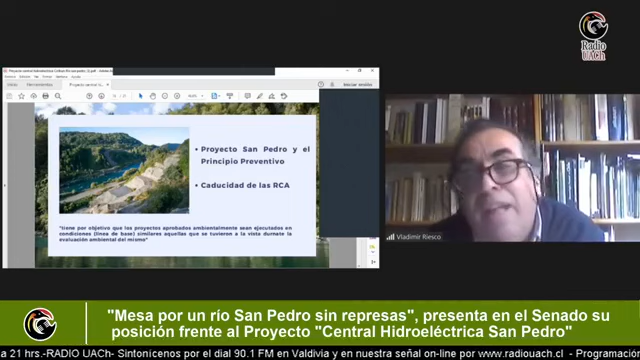 Radio
UACh
Iniciar sesión
• Proyecto San Pedro y el
Principio Preventivo
• Caducidad de las RCA
"tiene por objetivo que los proyectos aprobados ambientalmente sean ejecutados en
condiciones (línea de base) similares aquellas que se tuvieron a la vista durnate la
evaluación ambiental del mismo"
Vladimir Riesco
"Mesa por un río San Pedro sin represas", presenta en el Senado su
posición frente al Proyecto "Central Hidroeléctrica San Pedro"
a 21 hrs.-RADIO UACh- Sintonicenos por el dial 90.1 FM en Valdivia y en nuestra señal on-line por www.radiouach.cl - Programación